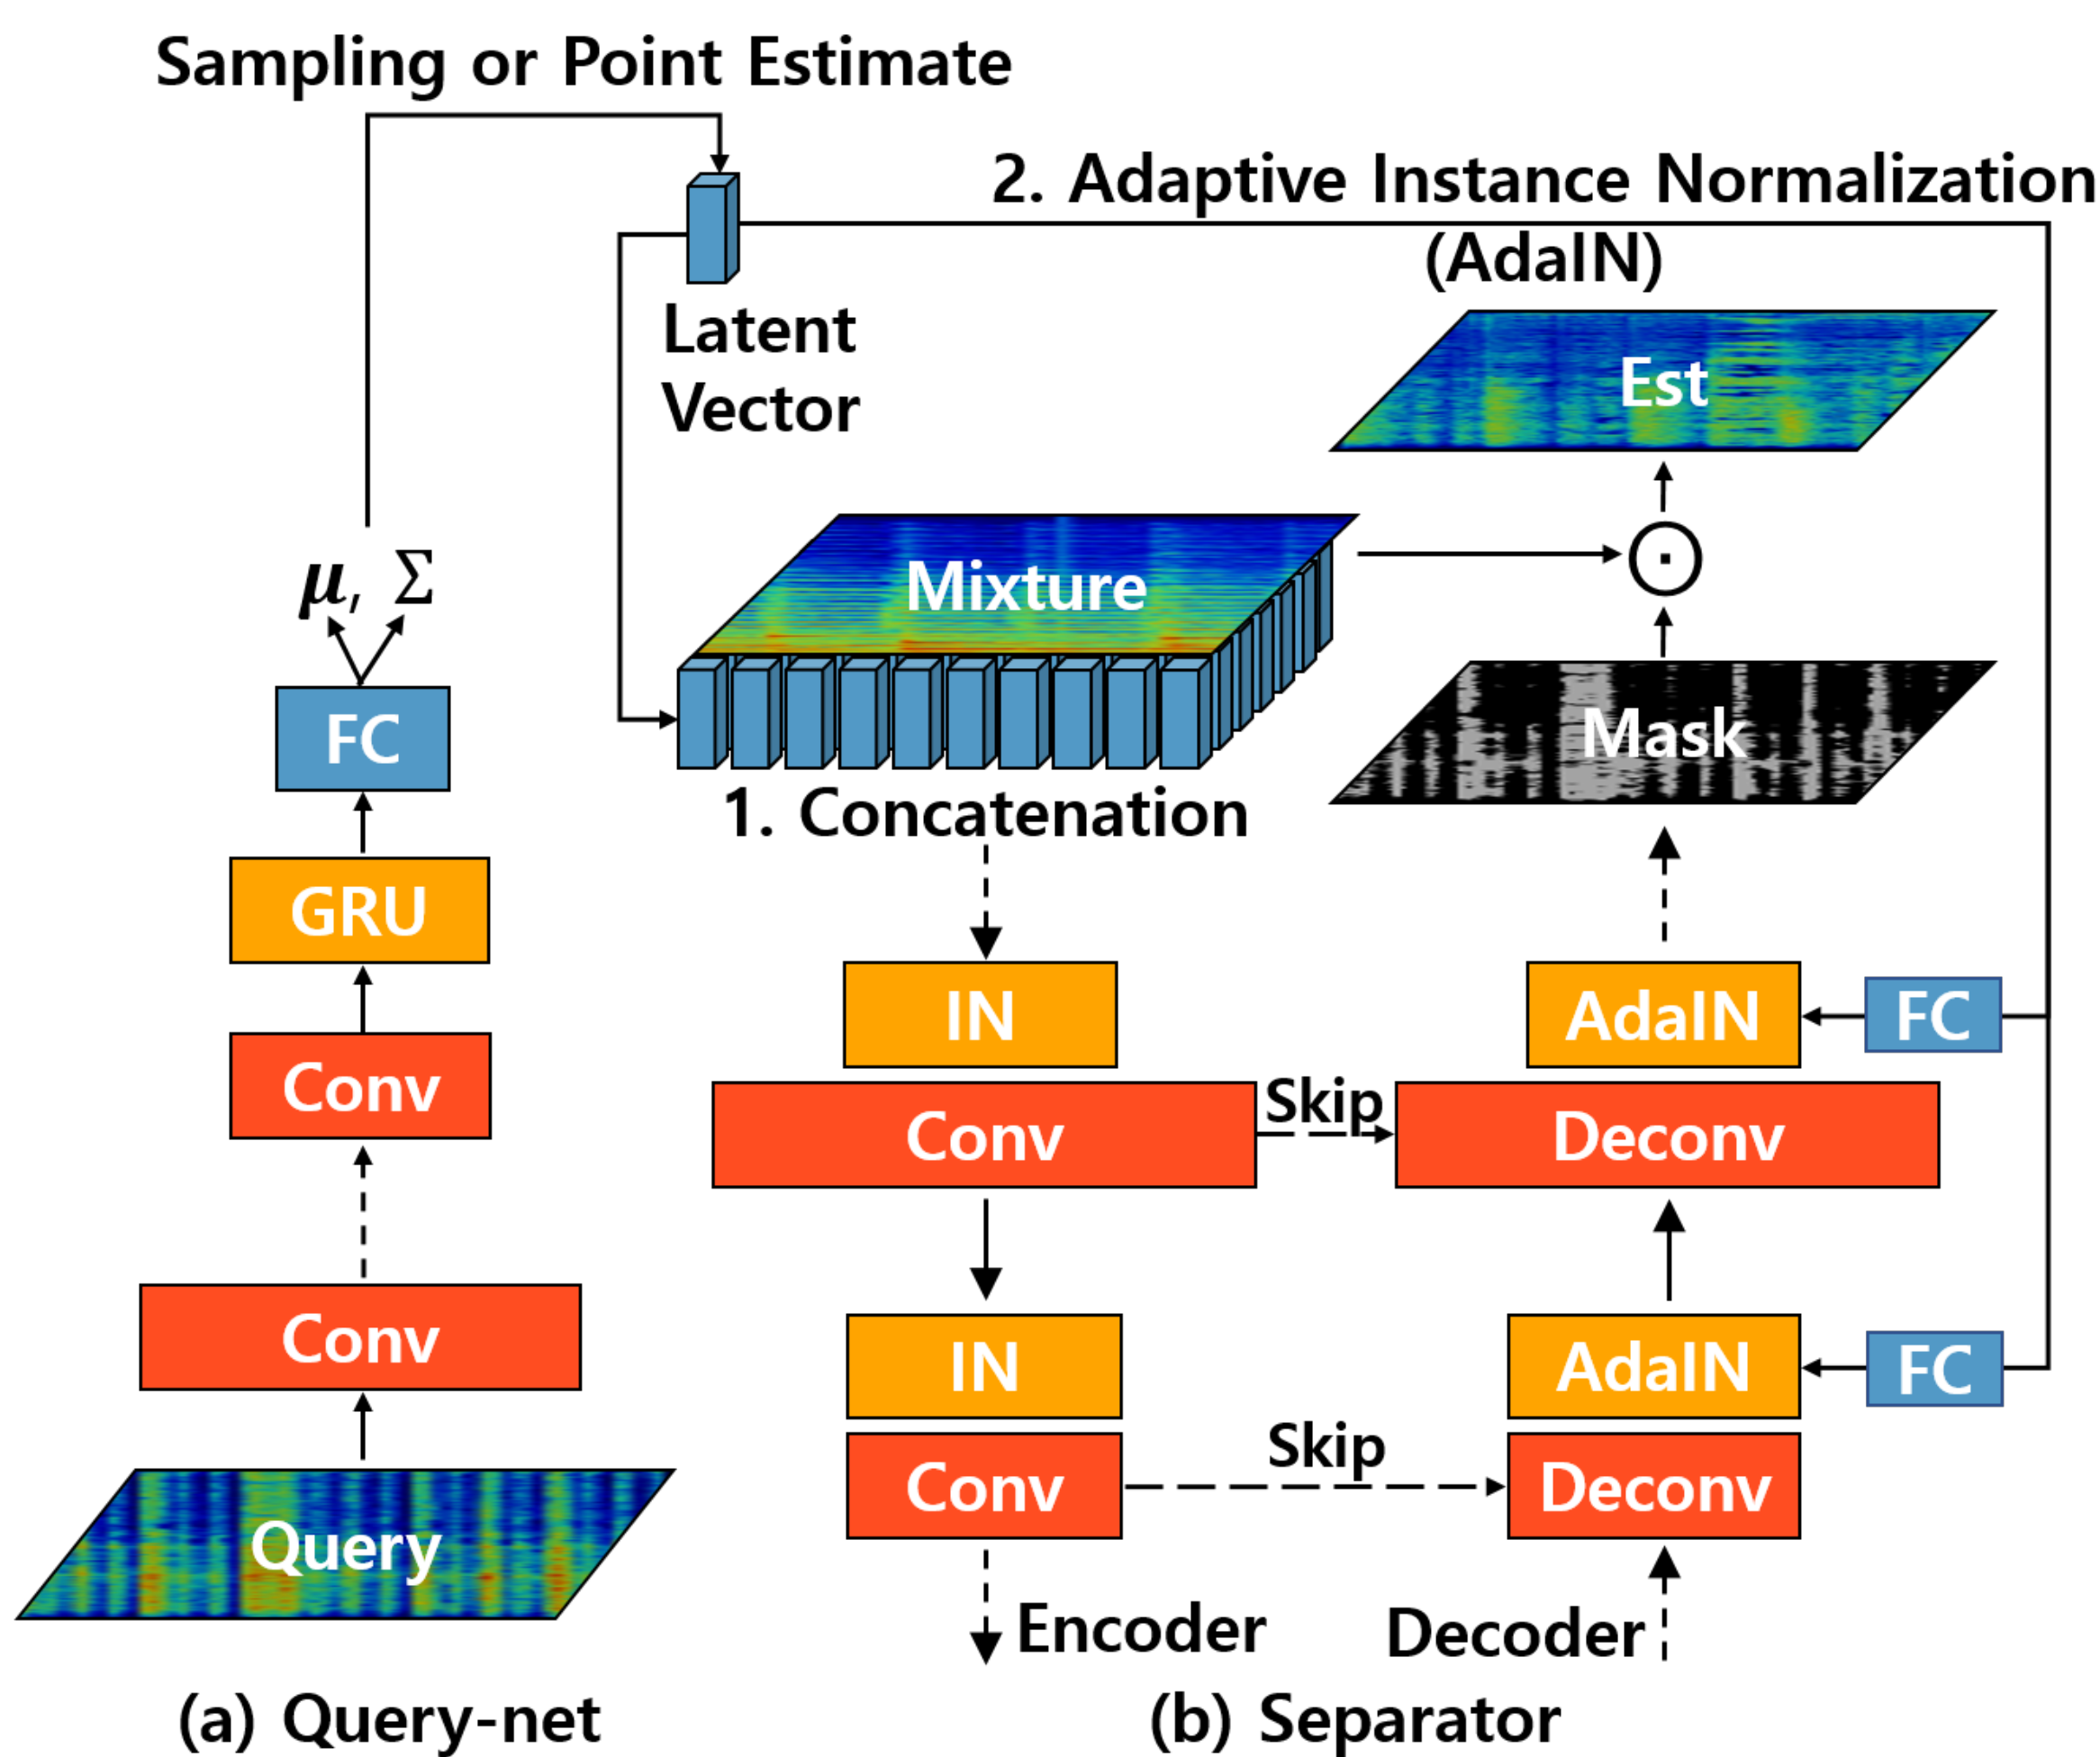 Sampling or Point Estimate
2. Adaptive Instance Normalization
(AdaIN)
Latent
Vector
Est
Mixture
μ, Σ
FC
Mask
1. Concatenation
GRU
IN
AdaIN
FC
Conv
Conv
Skip
Deconv
Conv
IN
AdaIN
FC
Conv
Skip
Deconv
Query
Encoder
Decoder
(a) Query-net
(b) Separator